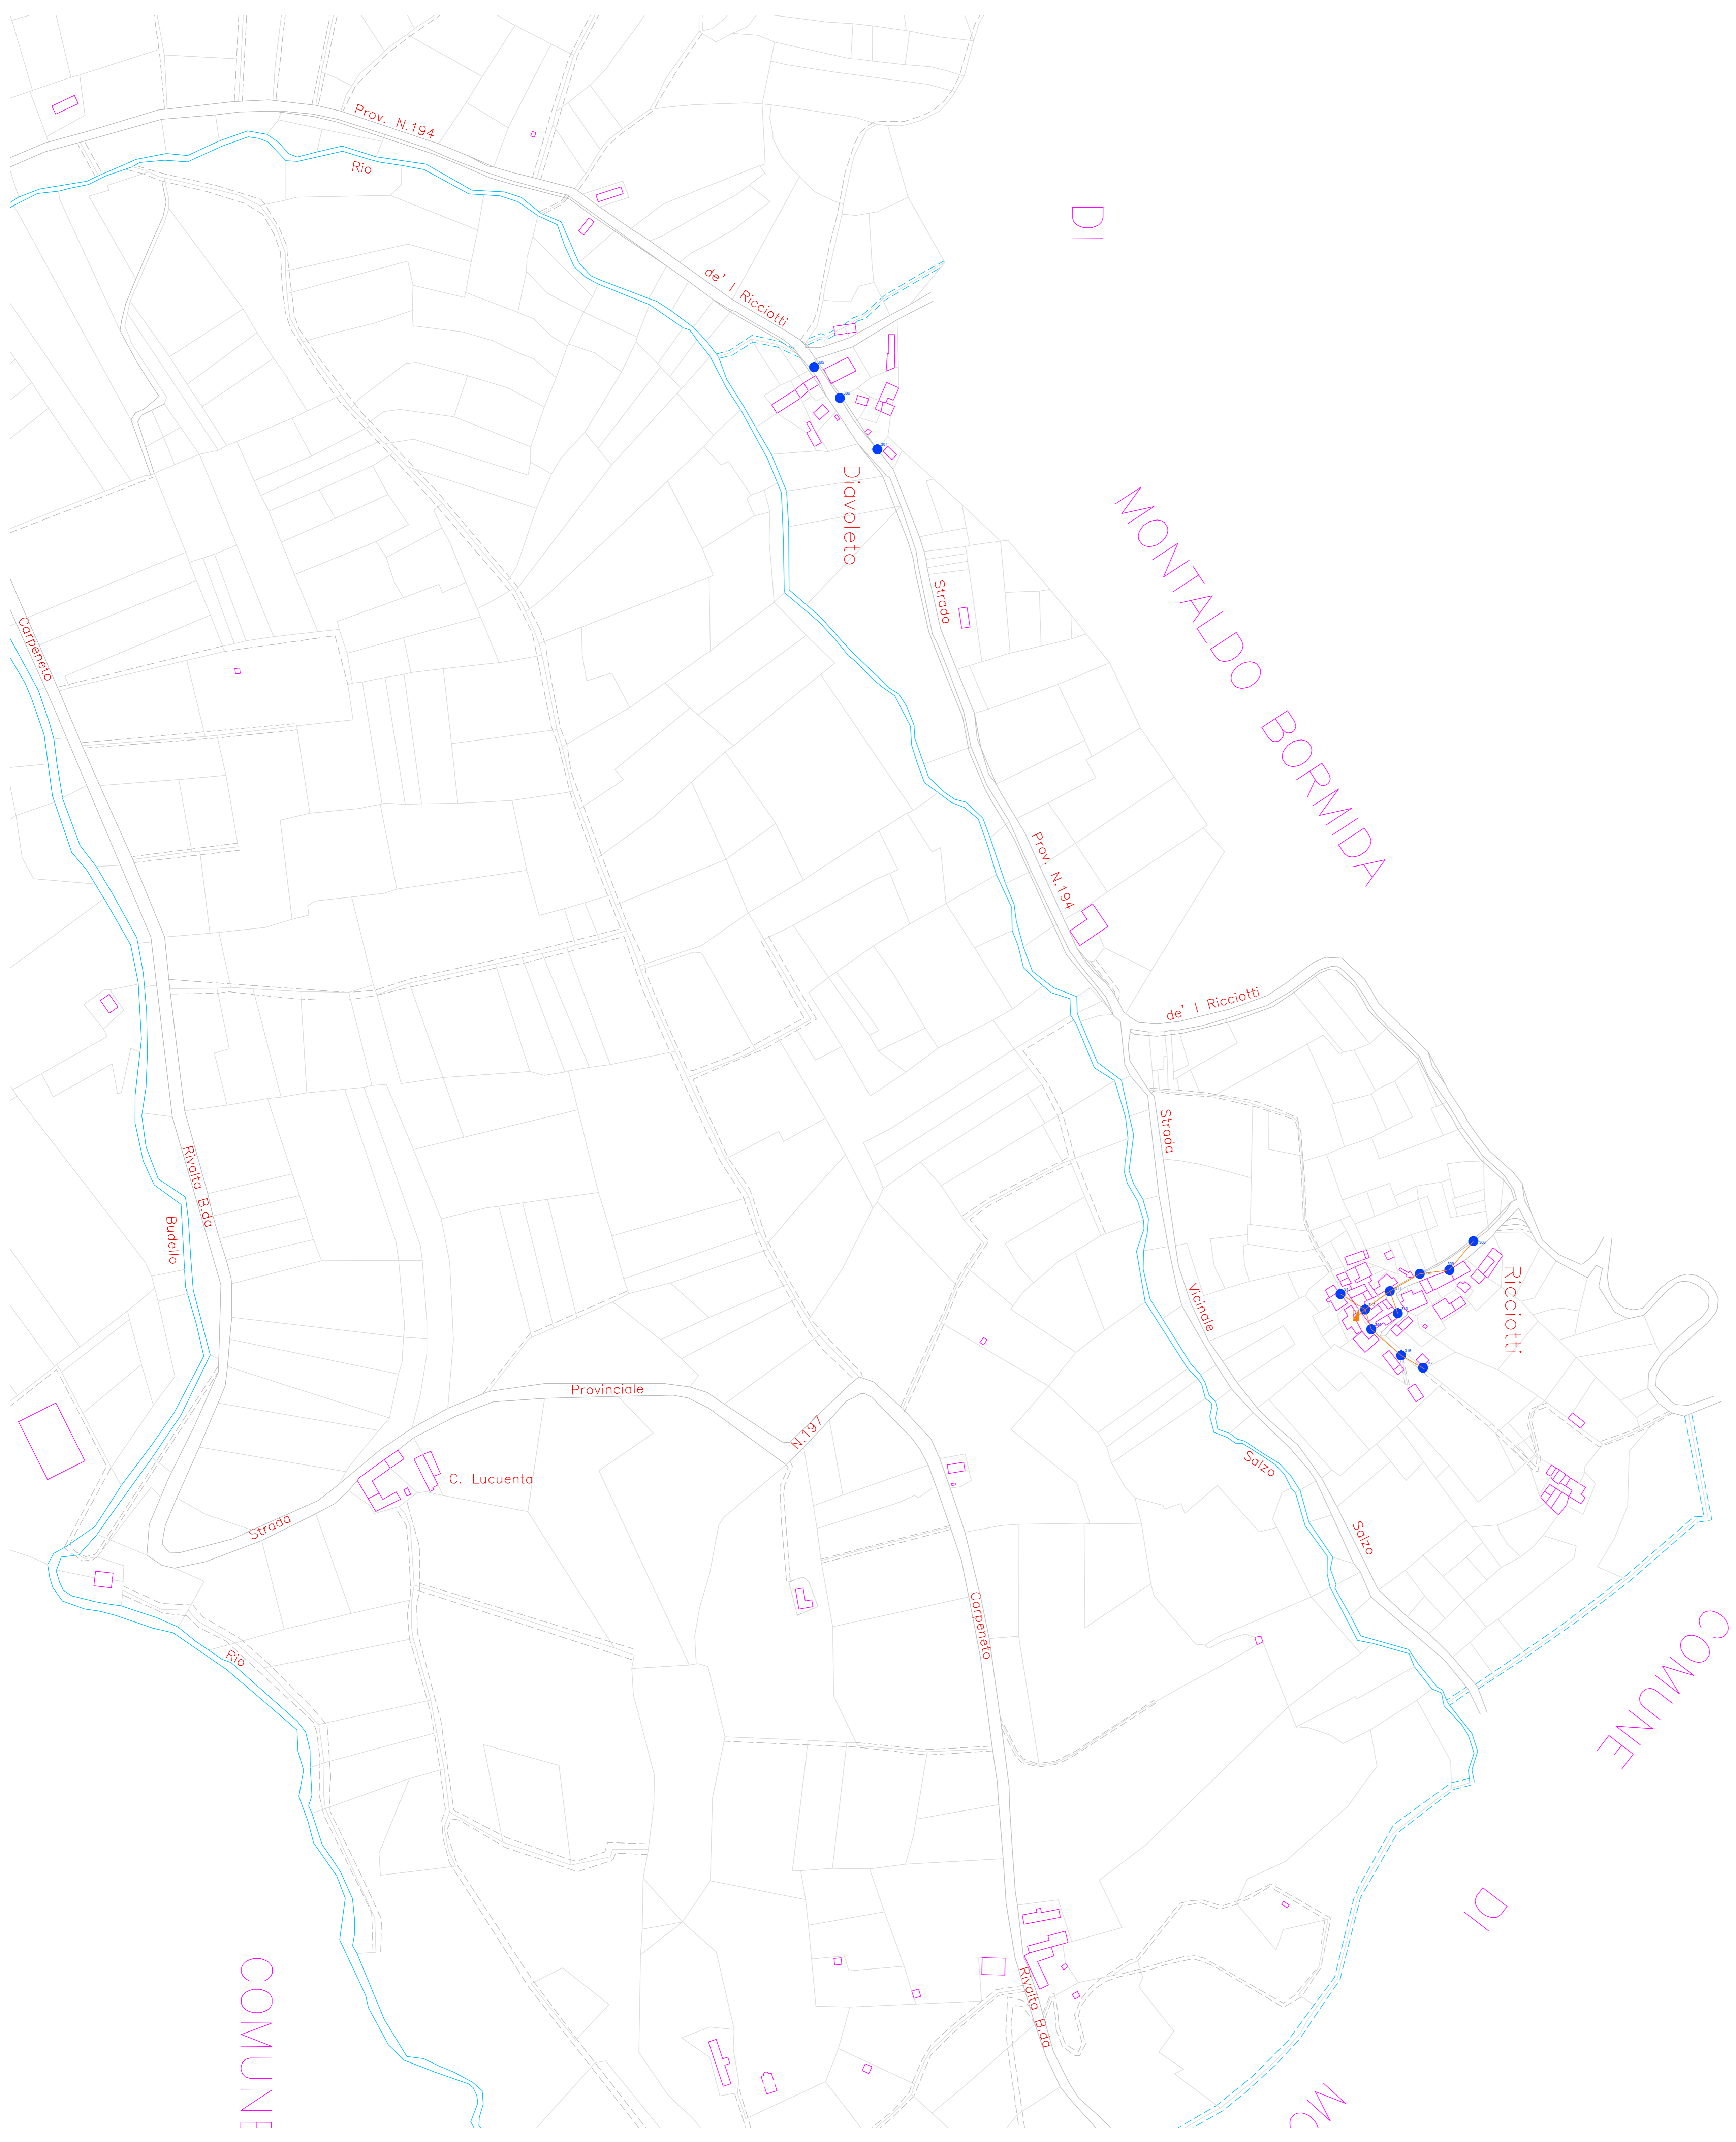 Prov. N.194
Rio
DI
de' I Ricciotti
Diavoleto
MONTALDO BORMIDA
Strada
Carpeneto
Prov. N.194
de' I Ricciotti
Strada
Rivalta B.da
Budello
Vicinale
Ricciotti
Provinciale
N.197
C. Lucuenta
Salzo
Strada
Salzo
Carpeneto
COMUNE
Rio
DI
COMUNE
Rivalta B.da